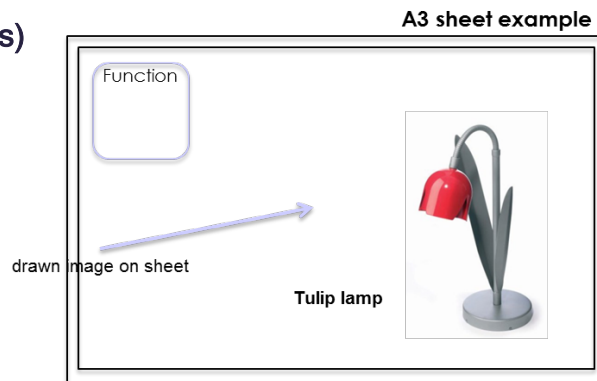 A3 sheet example
s)
Function
drawn image on sheet
Tulip lamp